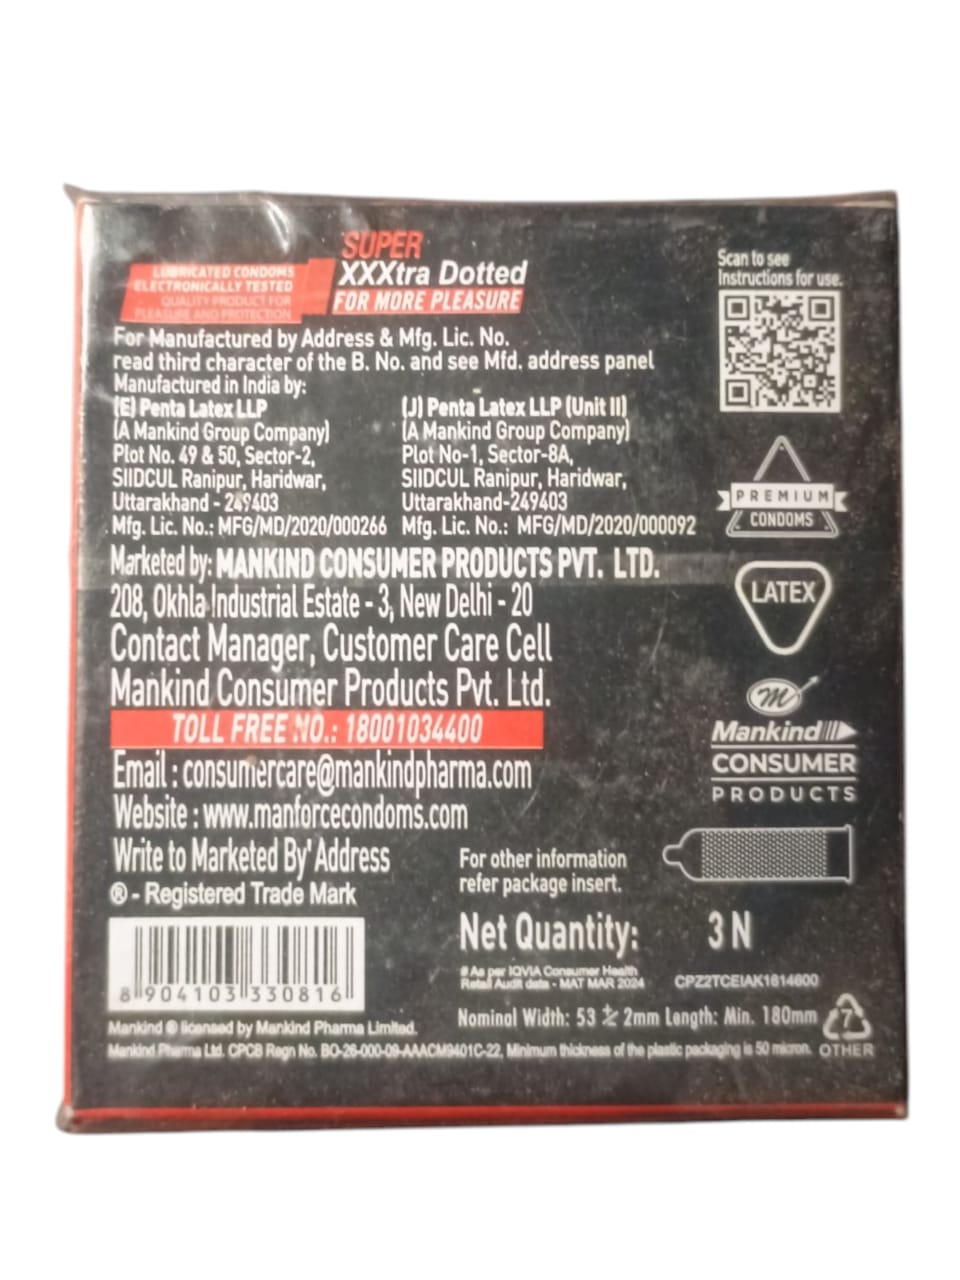 SUPER
XXXtra Dotted
FOR MORE PLEASURE
LUBRICATED CONDOMS
ELECTRONICALLY TESTED
QUALITY PRODUCT FOR
PLEASURE AND PROTECTION
Scan to see
Instructions for use.
For Manufactured by Address & Mfg. Lic. No.
read third character of the B. No. and see Mfd. address panel
Manufactured in India by:
(E) Penta Latex LLP
(A Mankind Group Company)
Plot No. 49 & 50, Sector-2,
SIIDCUL Ranipur, Haridwar,
Uttarakhand - 249403
Mfg. Lic. No.: MFG/MD/2020/000266
(J) Penta Latex LLP (Unit II)
(A Mankind Group Company)
Plot No-1, Sector-8A,
SIIDCUL Ranipur, Haridwar,
Uttarakhand-249403
Mfg. Lic. No.: MFG/MD/2020/000092
PREMIUM
CONDOMS
Marketed by: MANKIND CONSUMER PRODUCTS PVT. LTD.
208, Okhla Industrial Estate - 3, New Delhi - 20
Contact Manager, Customer Care Cell
Mankind Consumer Products Pvt. Ltd.
TOLL FREE NO.: 18001034400
Email : consumercare@mankindpharma.com
Website : www.manforcecondoms.com
Write to Marketed By' Address
® - Registered Trade Mark
LATEX
m
Mankind
CONSUMER
PRODUCTS
For other information
refer package insert.
Net Quantity: 3 N
# As per IQVIA Consumer Health
Retail Audit data - MAT MAR 2024
CPZ2TCEIAK1614600
8 904103 330816
Nominal Width: 53 ± 2mm Length: Min. 180mm
7
OTHER
Mankind ® licensed by Mankind Pharma Limited.
Mankind Pharma Ltd. CPCB Regn No. BO-26-000-09-AAACM9401C-22, Minimum thickness of the plastic packaging is 50 micron.